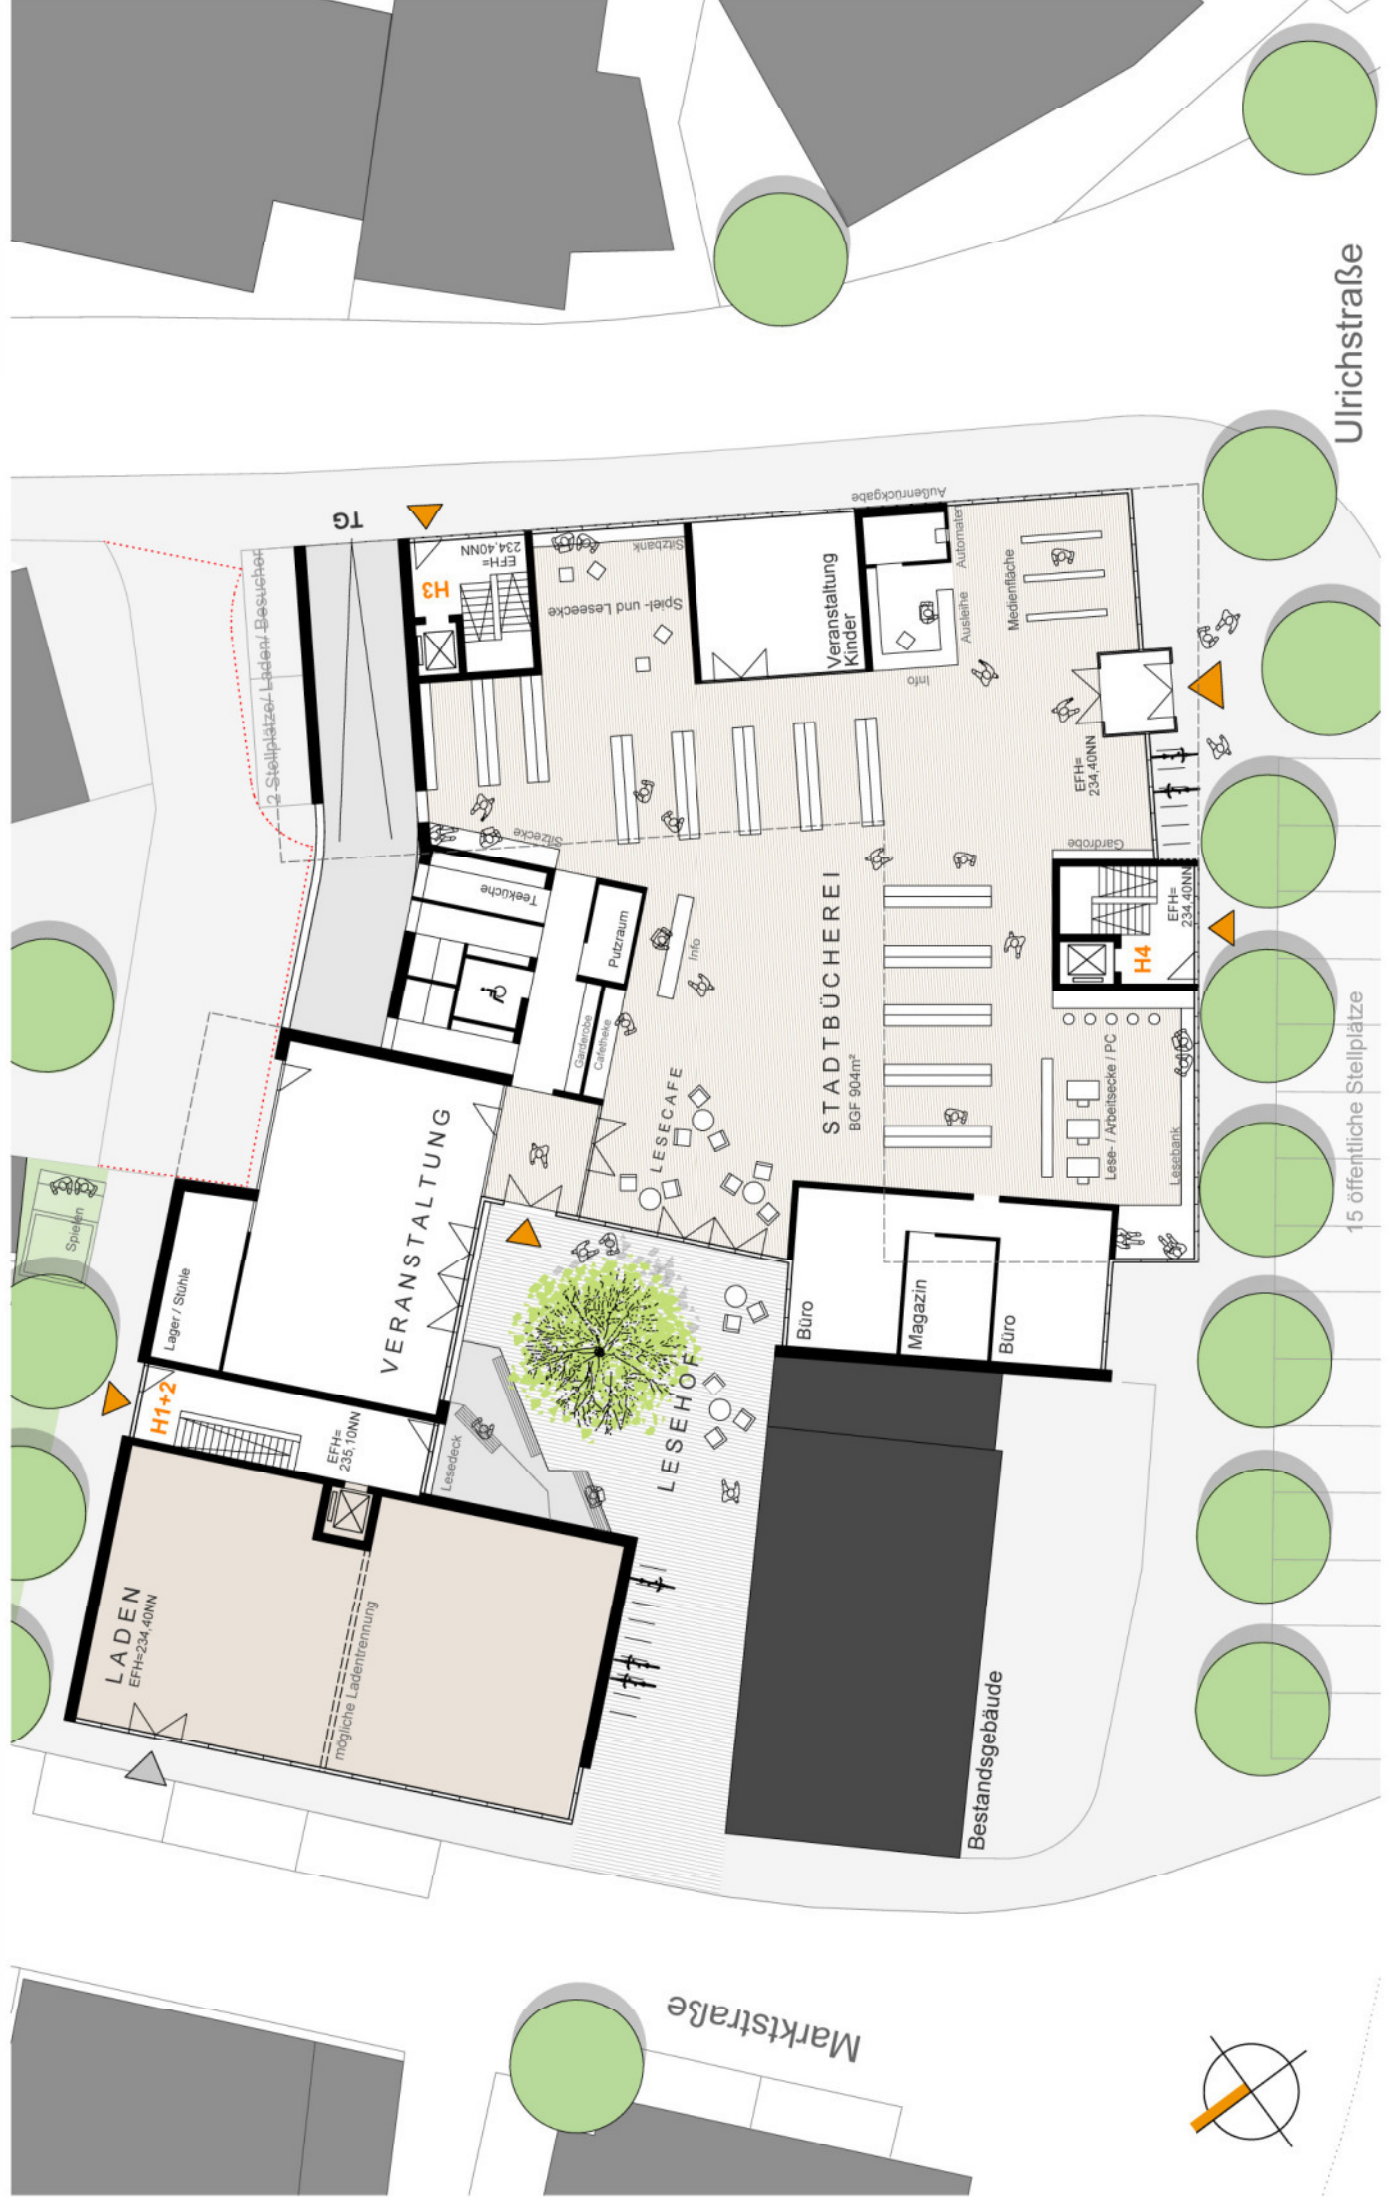 Ulrichstraße
TG
2 Stellplätze/ Laden/ Besucher
H3
EFH=
234,40NN
Sitzbank
Spiel- und Leseecke
Veranstaltung
Kinder
Außenrückgabe
Automaten
Ausleihe
Info
Medienfläche
EFH=
234,40NN
Gardrobe
Sitzecke
Teeküche
Putzraum
Info
Garderobe
Cafetheke
LESECAFE
STADTBÜCHEREI
BGF 904m²
H4
EFH=
234,40NN
Lese- / Arbeitsecke / PC
Lesebank
15 öffentliche Stellplätze
Spielen
Lager / Stühle
VERANSTALTUNG
H1+2
EFH=
235,10NN
Lesedeck
LESEHOF
Büro
Magazin
Büro
LADEN
EFH=234,40NN
mögliche Ladentrennung
Bestandsgebäude
Marktstraße